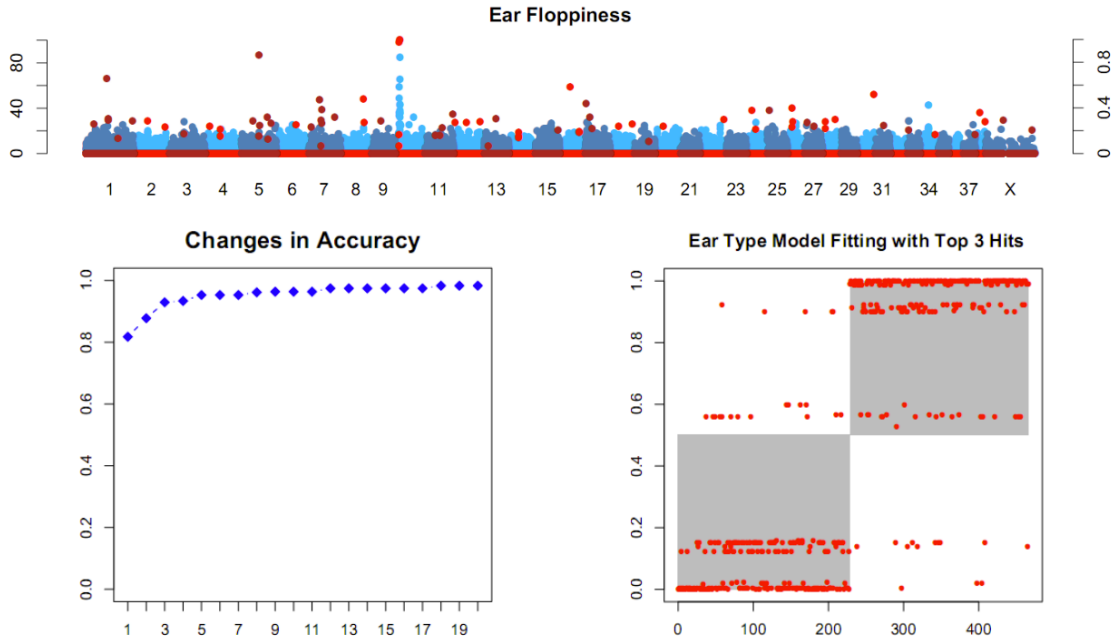 Ear Floppiness
0 40 80
0 0.4 0.8
1 2 3 4 5 6 7 8 9 11 13 15 17 19 21 23 25 27 29 31 34 37 X
Changes in Accuracy
0.0 0.2 0.4 0.6 0.8 1.0
1 3 5 7 9 11 13 15 17 19
Ear Type Model Fitting with Top 3 Hits
0.0 0.2 0.4 0.6 0.8 1.0
0 100 200 300 400